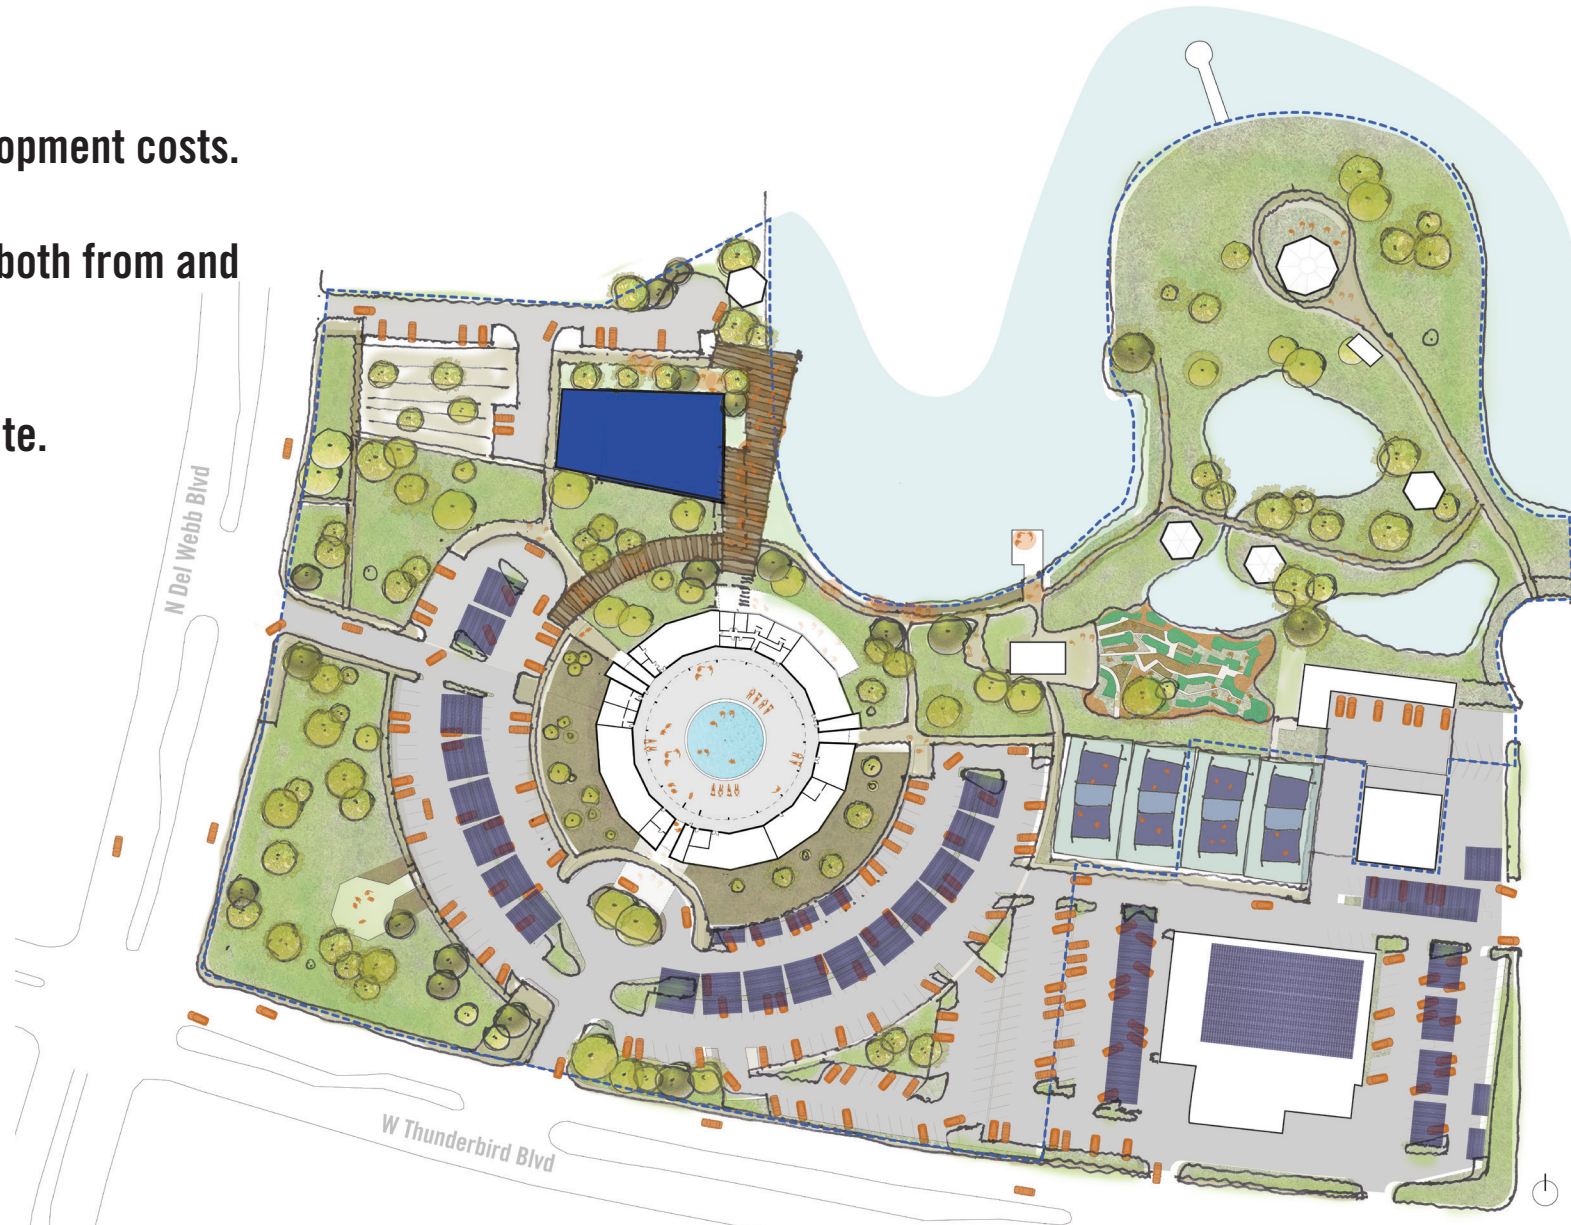 opment costs.
both from and
te.
N Del Webb Blvd
W Thunderbird Blvd